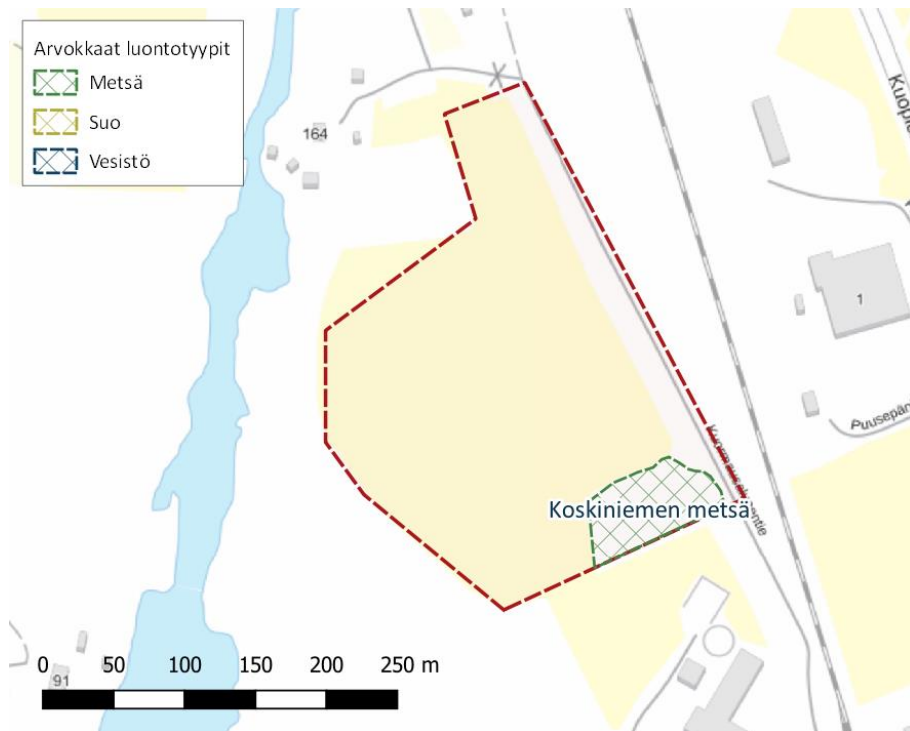 Arvokkaat luontotyypit
Metsä
Suo
Vesistö
164
1
Koskiniemen metsä
0 50 100 150 200 250 m
91